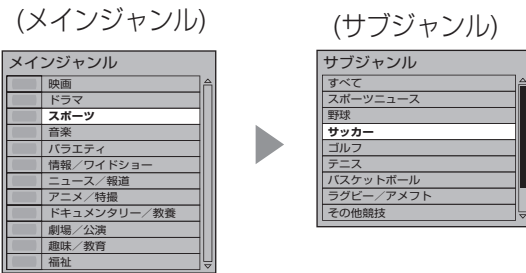 (メインジャンル)
メインジャンル
映画
ドラマ
スポーツ
音楽
バラエティ
情報／ワイドショー
ニュース／報道
アニメ／特撮
ドキュメンタリー／教養
劇場／公演
趣味／教育
福祉
(サブジャンル)
サブジャンル
すべて
スポーツニュース
野球
サッカー
ゴルフ
テニス
バスケットボール
ラグビー／アメフト
その他競技